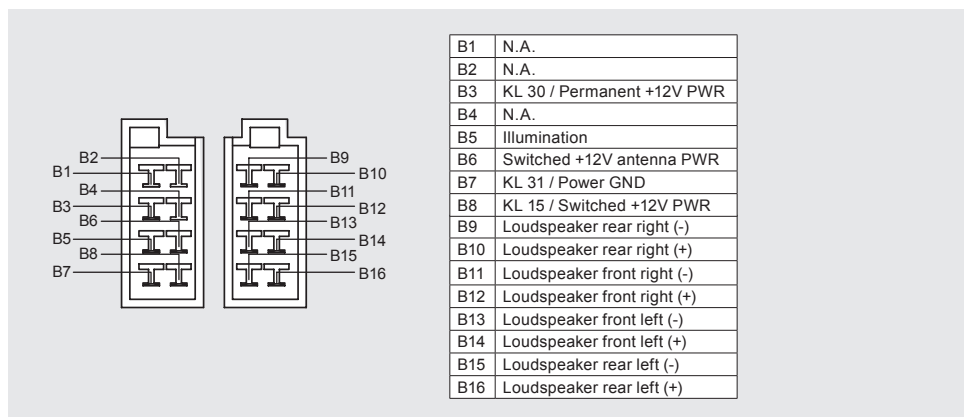 B2
B1
B4
B3
B6
B5
B8
B7
B9
B10
B11
B12
B13
B14
B15
B16
B1 N.A.
B2 N.A.
B3 KL 30 / Permanent +12V PWR
B4 N.A.
B5 Illumination
B6 Switched +12V antenna PWR
B7 KL 31 / Power GND
B8 KL 15 / Switched +12V PWR
B9 Loudspeaker rear right (-)
B10 Loudspeaker rear right (+)
B11 Loudspeaker front right (-)
B12 Loudspeaker front right (+)
B13 Loudspeaker front left (-)
B14 Loudspeaker front left (+)
B15 Loudspeaker rear left (-)
B16 Loudspeaker rear left (+)